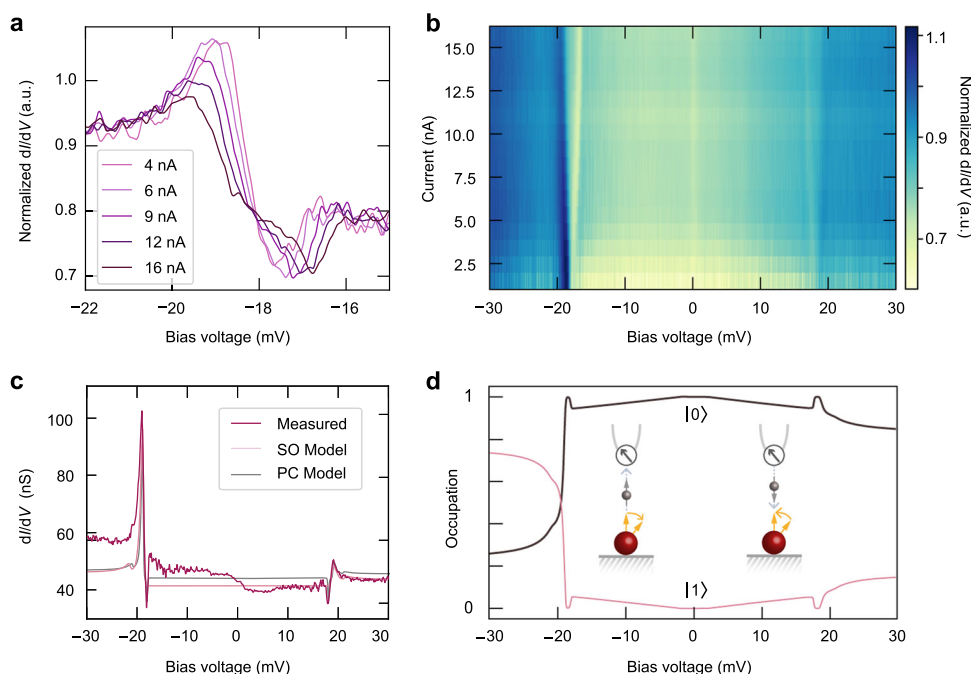 a
Normalized dI/dV (a.u.)
1.0
0.9
0.8
0.7
4 nA
6 nA
9 nA
12 nA
16 nA
−22
−20
−18
−16
Bias voltage (mV)
b
Current (nA)
15.0
12.5
10.0
7.5
5.0
2.5
−30
−20
−10
0
10
20
30
Bias voltage (mV)
1.1
0.9
0.7
Normalized dI/dV (a.u.)
c
dI/dV (nS)
100
80
60
40
Measured
SO Model
PC Model
−30
−20
−10
0
10
20
30
Bias voltage (mV)
d
Occupation
1
0
|0⟩
|1⟩
−30
−20
−10
0
10
20
30
Bias voltage (mV)